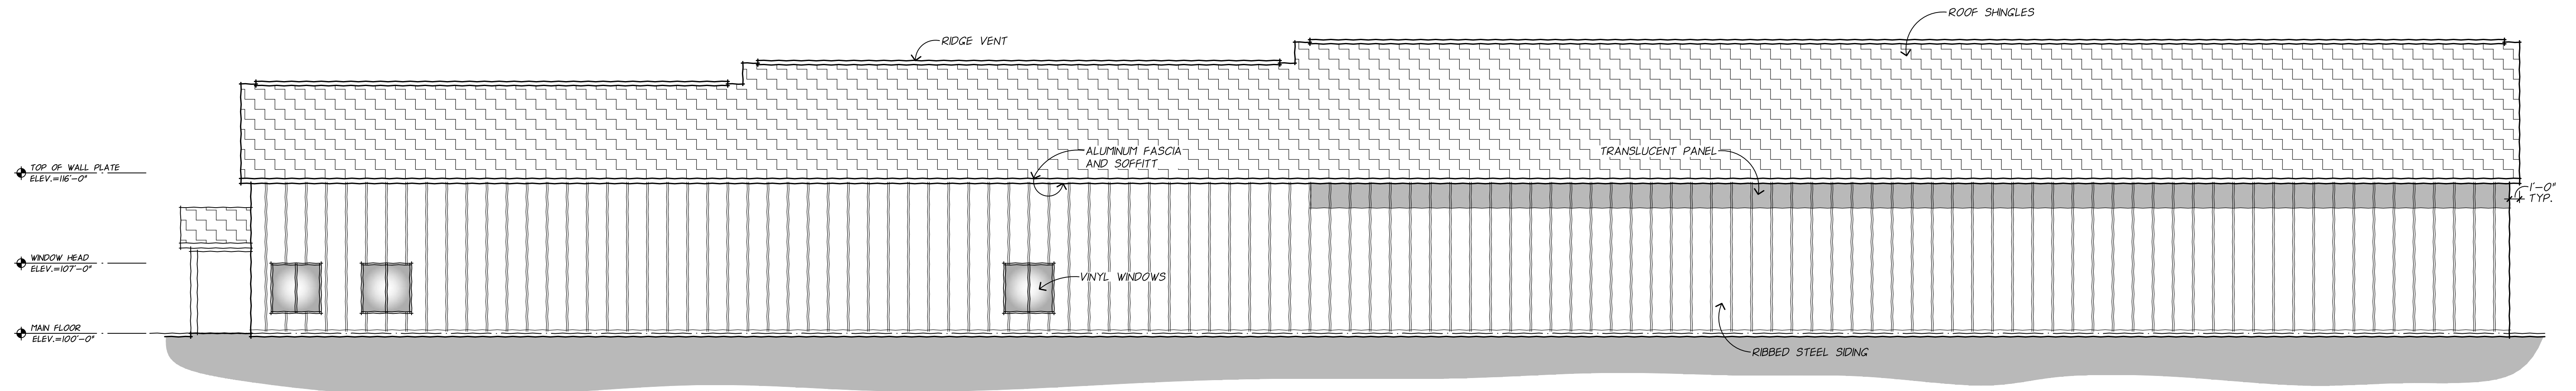 ROOF SHINGLES
RIDGE VENT
ALUMINUM FASCIA
AND SOFFITT
TRANSLUCENT PANEL
TOP OF WALL PLATE
ELEV.=116'-0"
1'-0"
TYP.
WINDOW HEAD
ELEV.=107'-0"
VINYL WINDOWS
MAIN FLOOR
ELEV.=100'-0"
RIBBED STEEL SIDING